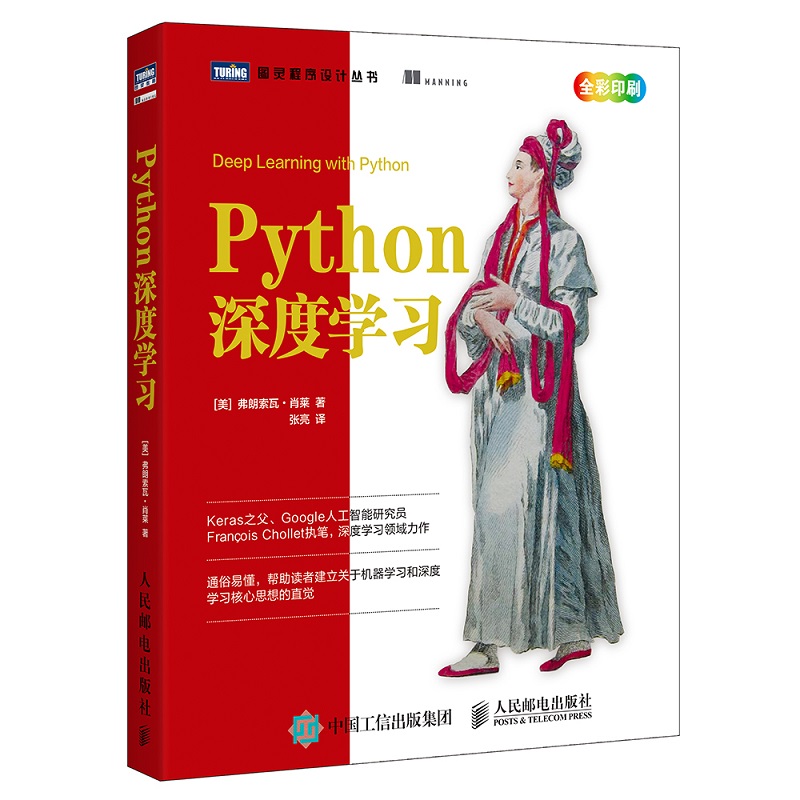 TURING
图灵程序设计丛书
MANNING
全彩印刷
Deep Learning with Python
Python
深度学习
[美] 弗朗索瓦·肖莱 著
张亮 译
Keras之父、Google人工智能研究员
François Chollet执笔，深度学习领域力作
通俗易懂，帮助读者建立关于机器学习和深度
学习核心思想的直觉
中国工信出版集团
人民邮电出版社
POSTS & TELECOM PRESS
TURING
Python深度学习
[美] 弗朗索瓦·肖莱 著
人民邮电出版社